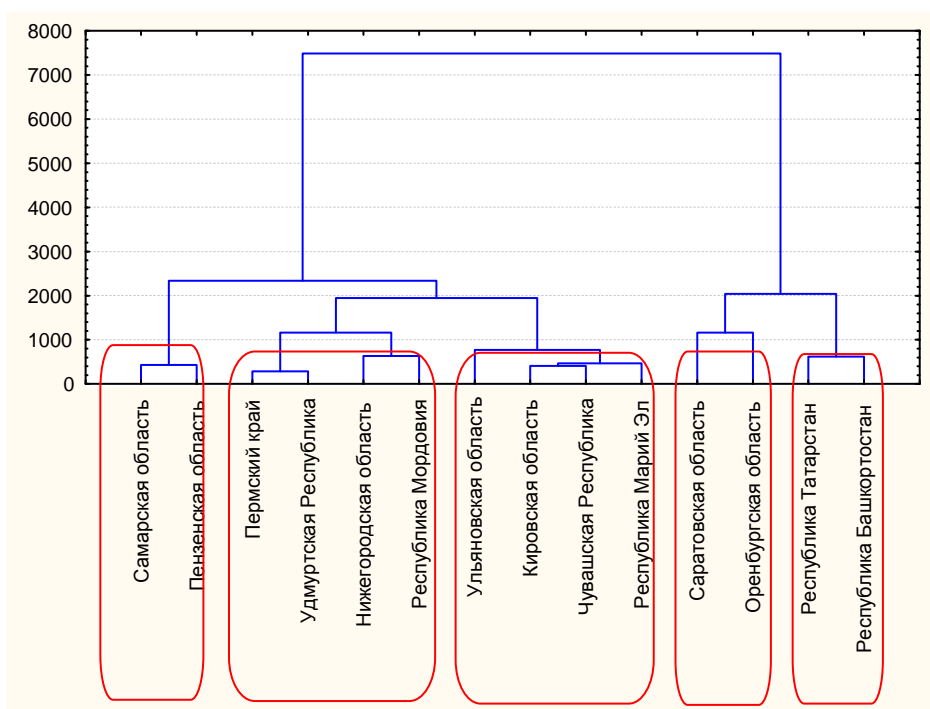 8000
7000
6000
5000
4000
3000
2000
1000
0
Самарская область
Пензенская область
Пермский край
Удмуртская Республика
Нижегородская область
Республика Мордовия
Ульяновская область
Кировская область
Чувашская Республика
Республика Марий Эл
Саратовская область
Оренбургская область
Республика Татарстан
Республика Башкортостан